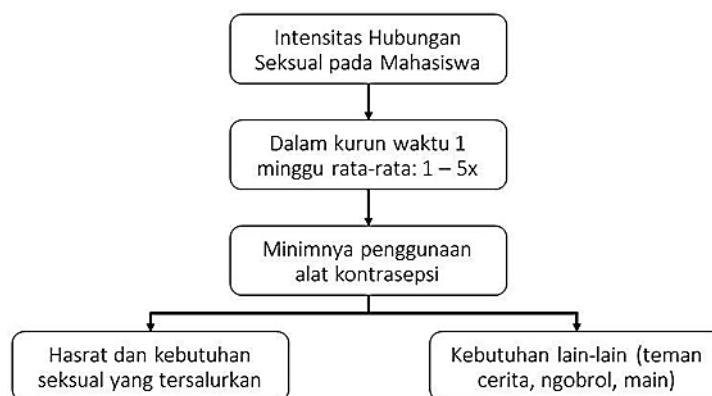 Intensitas Hubungan
Seksual pada Mahasiswa
Dalam kurun waktu 1
minggu rata-rata: 1 – 5x
Minimnya penggunaan
alat kontrasepsi
Hasrat dan kebutuhan
seksual yang tersalurkan
Kebutuhan lain-lain (teman
cerita, ngobrol, main)